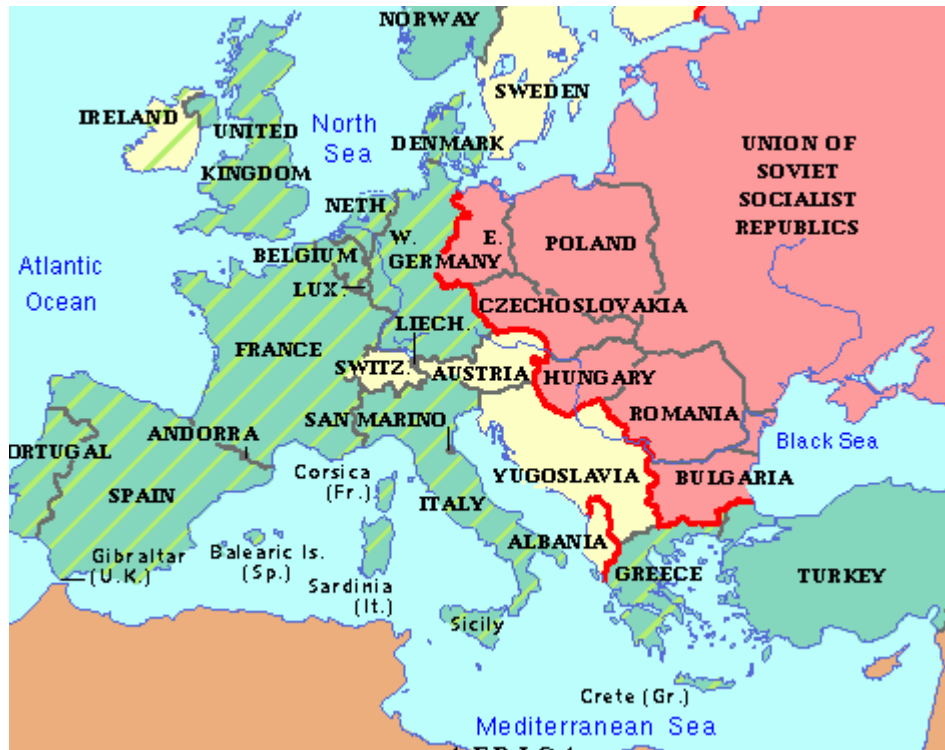 NORWAY
SWEDEN
IRELAND
UNITED
KINGDOM
North
Sea
DENMARK
UNION OF
SOVIET
SOCIALIST
REPUBLICS
NETH.
W.
GERMANY
E.
POLAND
BELGIUM
LUX.
Atlantic
Ocean
CZECHOSLOVAKIA
LIECH.
FRANCE
SWITZ.
AUSTRIA
HUNGARY
ROMANIA
SAN MARINO
ANDORRA
ORTUGAL
SPAIN
Black Sea
Corsica
(Fr.)
YUGOSLAVIA
BULGARIA
ITALY
ALBANIA
Gibraltar
(U.K.)
Balearic Is.
(Sp.)
Sardinia
(It.)
GREECE
TURKEY
Sicily
Crete (Gr.)
Mediterranean Sea